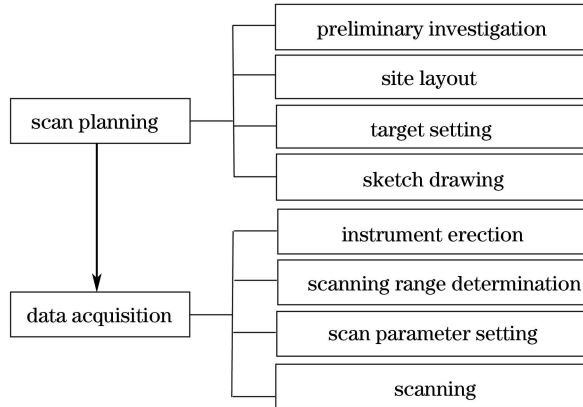 preliminary investigation
site layout
scan planning
target setting
sketch drawing
instrument erection
scanning range determination
data acquisition
scan parameter setting
scanning